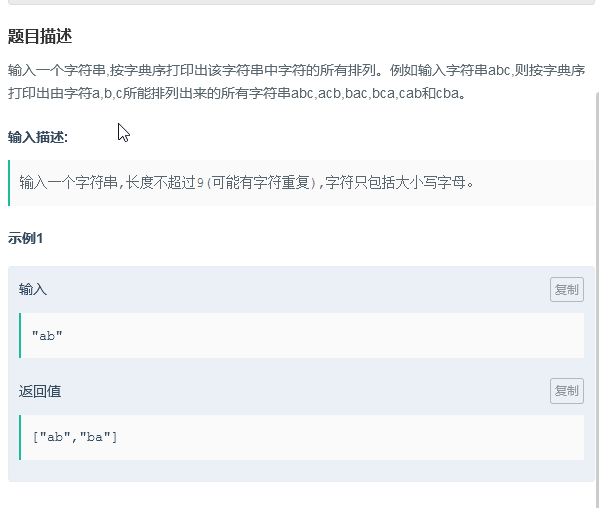 题目描述
输入一个字符串,按字典序打印出该字符串中字符的所有排列。例如输入字符串abc,则按字典序
打印出由字符a,b,c所能排列出来的所有字符串abc,acb,bac,bca,cab和cba。
输入描述:
输入一个字符串,长度不超过9(可能有字符重复),字符只包括大小写字母。
示例1
输入
复制
"ab"
返回值
复制
["ab","ba"]